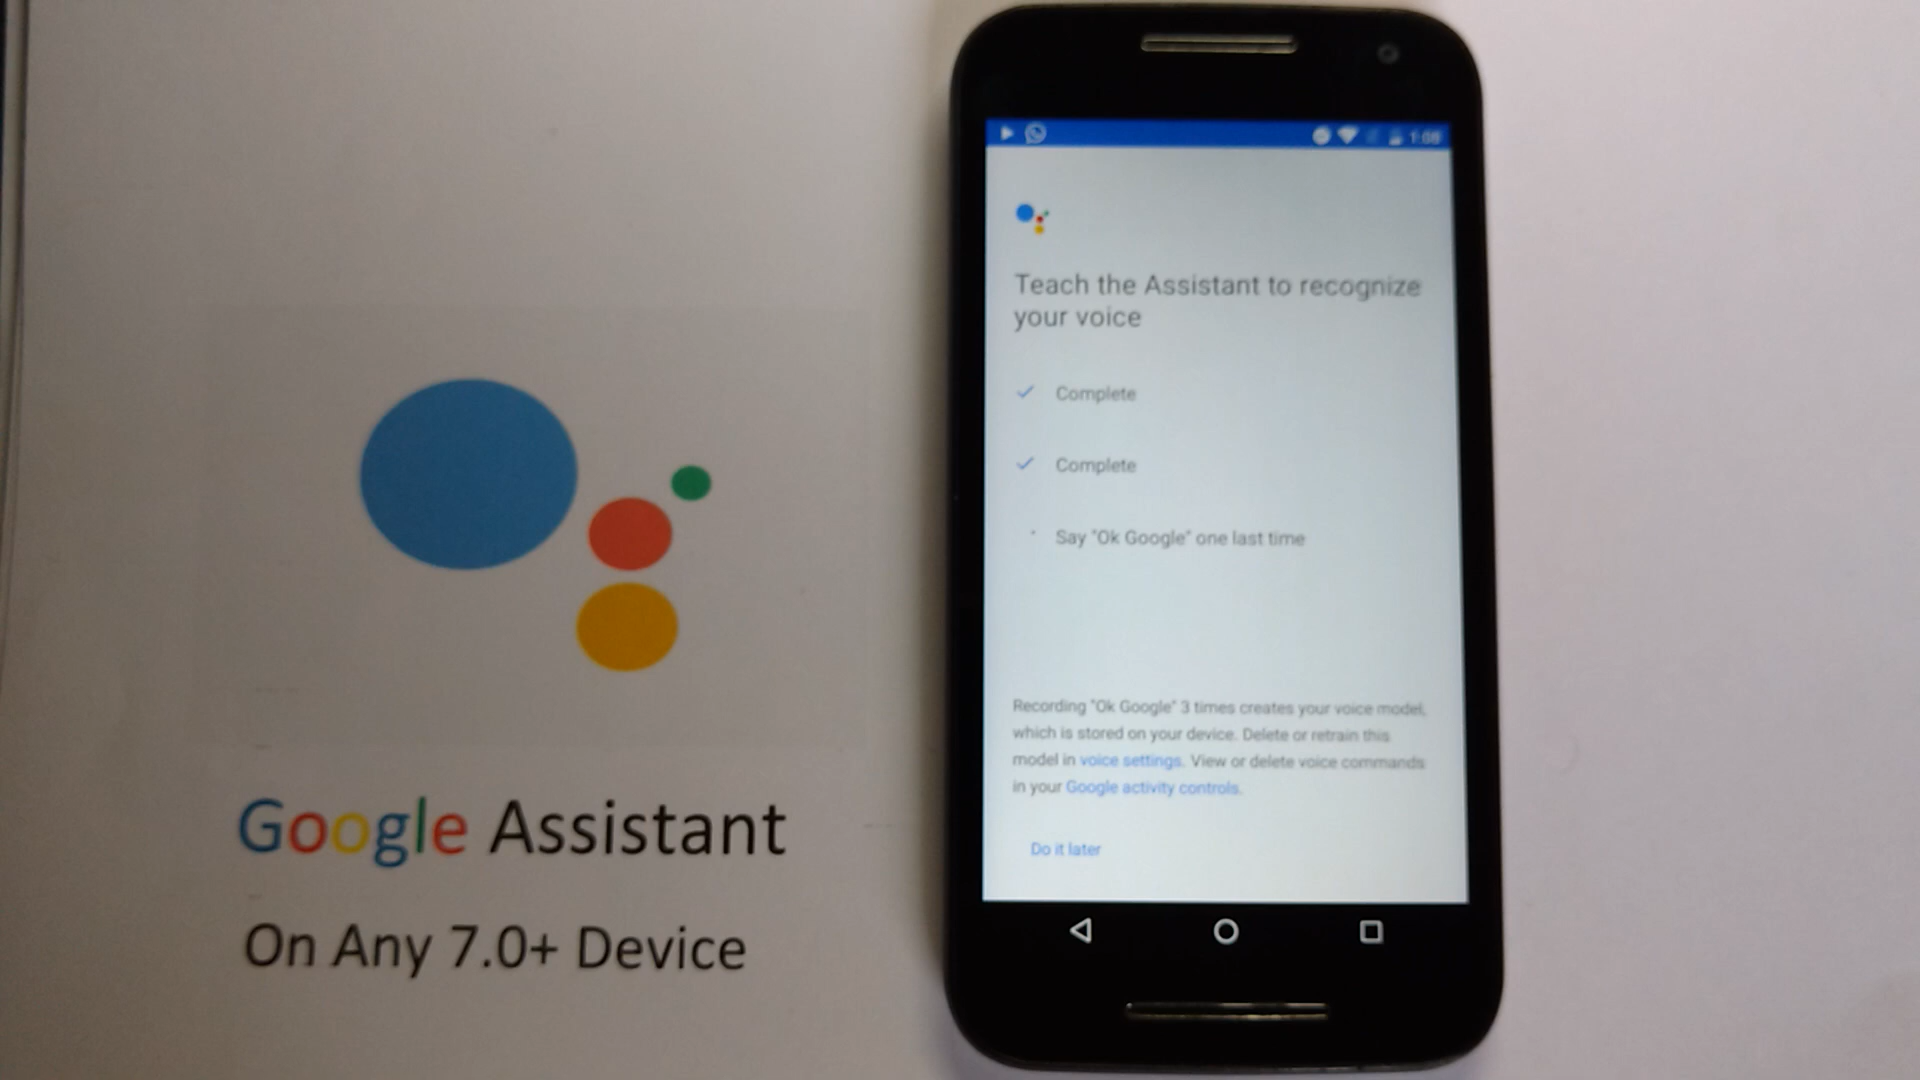 Google Assistant
On Any 7.0+ Device
1:08
Teach the Assistant to recognize
your voice
Complete
Complete
Say "Ok Google" one last time
Recording "Ok Google" 3 times creates your voice model,
which is stored on your device. Delete or retrain this
model in voice settings. View or delete voice commands
in your Google activity controls.
Do it later